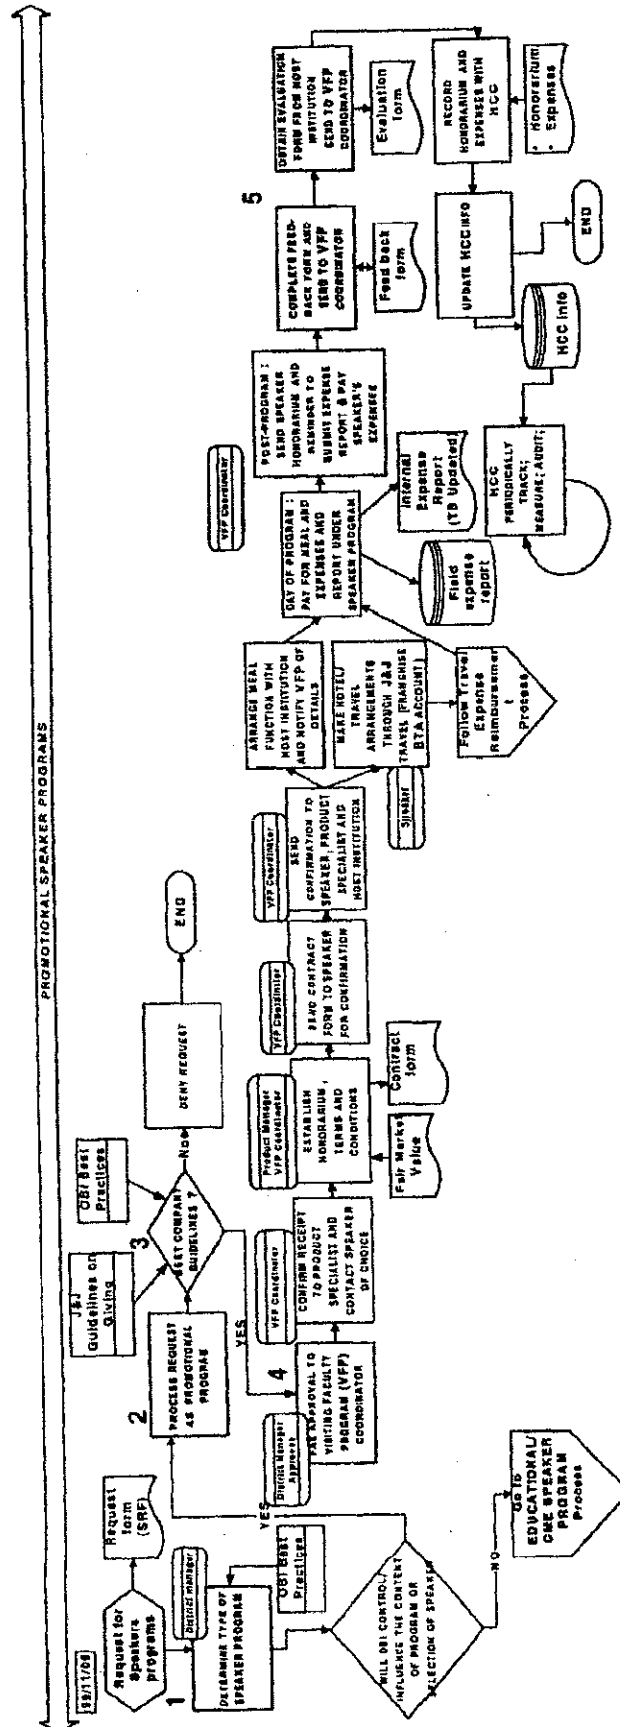 PROMOTIONAL SPEAKER PROGRAMS
Request for
Speakers
programs
Request
form
(SRF)
1
District manager
DETERMINE TYPE OF
SPEAKER PROGRAM
OBI Best
Practices
WILL OBI CONTROL/
INFLUENCE THE CONTENT
OF PROGRAM OR
SELECTION OF SPEAKER
NO
Go to
EDUCATIONAL/
CME SPEAKER
PROGRAM
Process
YES
2
PROCESS REQUEST
AS PROMOTIONAL
PROGRAM
J&J
Guidelines on
Giving
OBI Best
Practices
3
MEET COMPANY
GUIDELINES ?
No
DENY REQUEST
END
YES
4
District Manager
Approval
FAX APPROVAL TO
VISITING FACULTY
PROGRAM (VFP)
COORDINATOR
VFP Coordinator
CONFIRM RECEIPT
TO PRODUCT
SPECIALIST AND
CONTACT SPEAKER
OF CHOICE
Product Manager
VFP Coordinator
ESTABLISH
HONORARIUM ,
TERMS AND
CONDITIONS
Fair Market
Value
Contract
form
VFP Coordinator
SEND CONTRACT
FORM TO SPEAKER
FOR CONFIRMATION
VFP Coordinator
SEND
CONFIRMATION TO
SPEAKER, PRODUCT
SPECIALIST AND
HOST INSTITUTION
ARRANGE MEAL
FUNCTION WITH
HOST INSTITUTION
AND NOTIFY VFP OF
DETAILS
Speaker
MAKE HOTEL/
TRAVEL
ARRANGEMENTS
THROUGH J&J
TRAVEL (FRANCHISE
BTA ACCOUNT)
Follow Travel
Expense
Reimbursemen
t
Process
DAY OF PROGRAM :
PAY FOR MEAL AND
EXPENSES AND
REPORT UNDER
SPEAKER PROGRAM
Field
expense
report
Internal
Expense
Report
(TB Updated)
VFP Coordinator
POST-PROGRAM :
SEND SPEAKER
HONORARIUM AND
REMINDER TO
SUBMIT EXPENSE
REPORT & PAY
SPEAKER'S
EXPENSES
5
COMPLETE FEED-
BACK FORM AND
SEND TO VFP
COORDINATOR
Feed back
form
OBTAIN EVALUATION
FORM FROM HOST
INSTITUTION
SEND TO VFP
COORDINATOR
Evaluation
form
RECORD
HONORARIUM AND
EXPENSES WITH
HCC
• Honorarium
• Expenses
UPDATE HCC INFO
END
HCC info
HCC
PERIODICALLY
TRACK;
MEASURE; AUDIT;